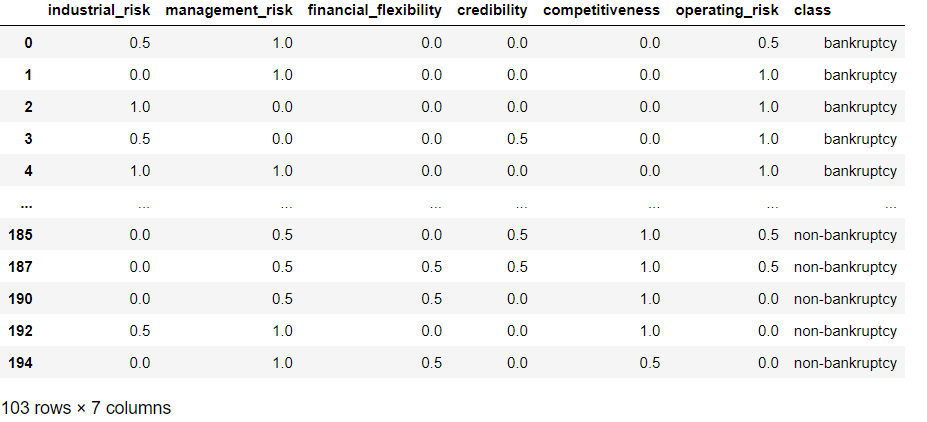 industrial_risk management_risk financial_flexibility credibility competitiveness operating_risk class
0 0.5 1.0 0.0 0.0 0.0 0.5 bankruptcy
1 0.0 1.0 0.0 0.0 0.0 1.0 bankruptcy
2 1.0 0.0 0.0 0.0 0.0 1.0 bankruptcy
3 0.5 0.0 0.0 0.5 0.0 1.0 bankruptcy
4 1.0 1.0 0.0 0.0 0.0 1.0 bankruptcy
... ... ... ... ... ... ... ...
185 0.0 0.5 0.0 0.5 1.0 0.5 non-bankruptcy
187 0.0 0.5 0.5 0.5 1.0 0.5 non-bankruptcy
190 0.0 0.5 0.5 0.0 1.0 0.0 non-bankruptcy
192 0.5 1.0 0.0 0.0 1.0 0.0 non-bankruptcy
194 0.0 1.0 0.5 0.0 0.5 0.0 non-bankruptcy
103 rows × 7 columns